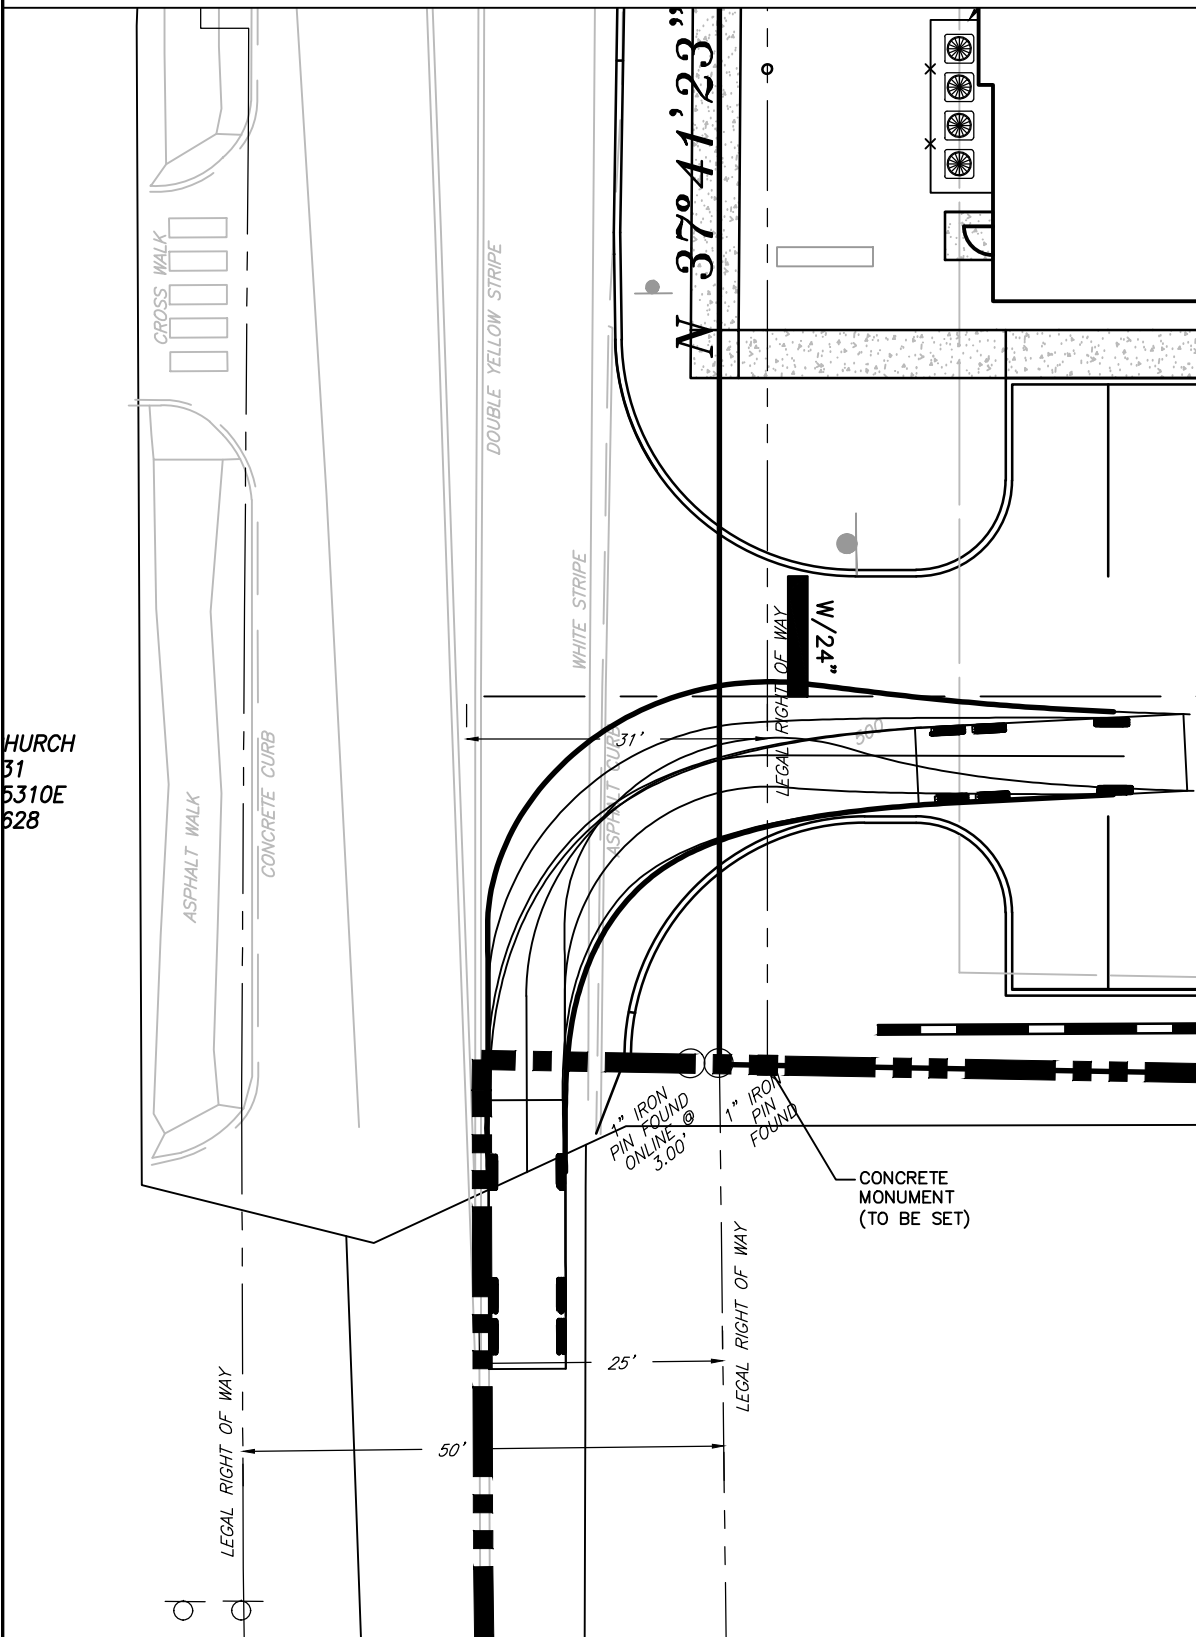 N 37°41'23"
CROSS WALK
DOUBLE YELLOW STRIPE
WHITE STRIPE
W/24"
LEGAL RIGHT OF WAY
31'
500
ASPHALT CURB
HURCH
31
5310E
628
ASPHALT WALK
CONCRETE CURB
1" IRON
PIN FOUND
ONLINE @
3.00'
1" IRON
PIN
FOUND
CONCRETE
MONUMENT
(TO BE SET)
LEGAL RIGHT OF WAY
25'
LEGAL RIGHT OF WAY
50'